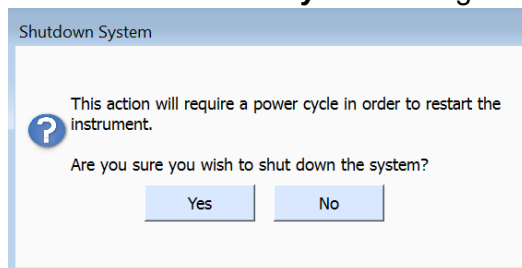 Shutdown System
This action will require a power cycle in order to restart the
instrument.
Are you sure you wish to shut down the system?
Yes No